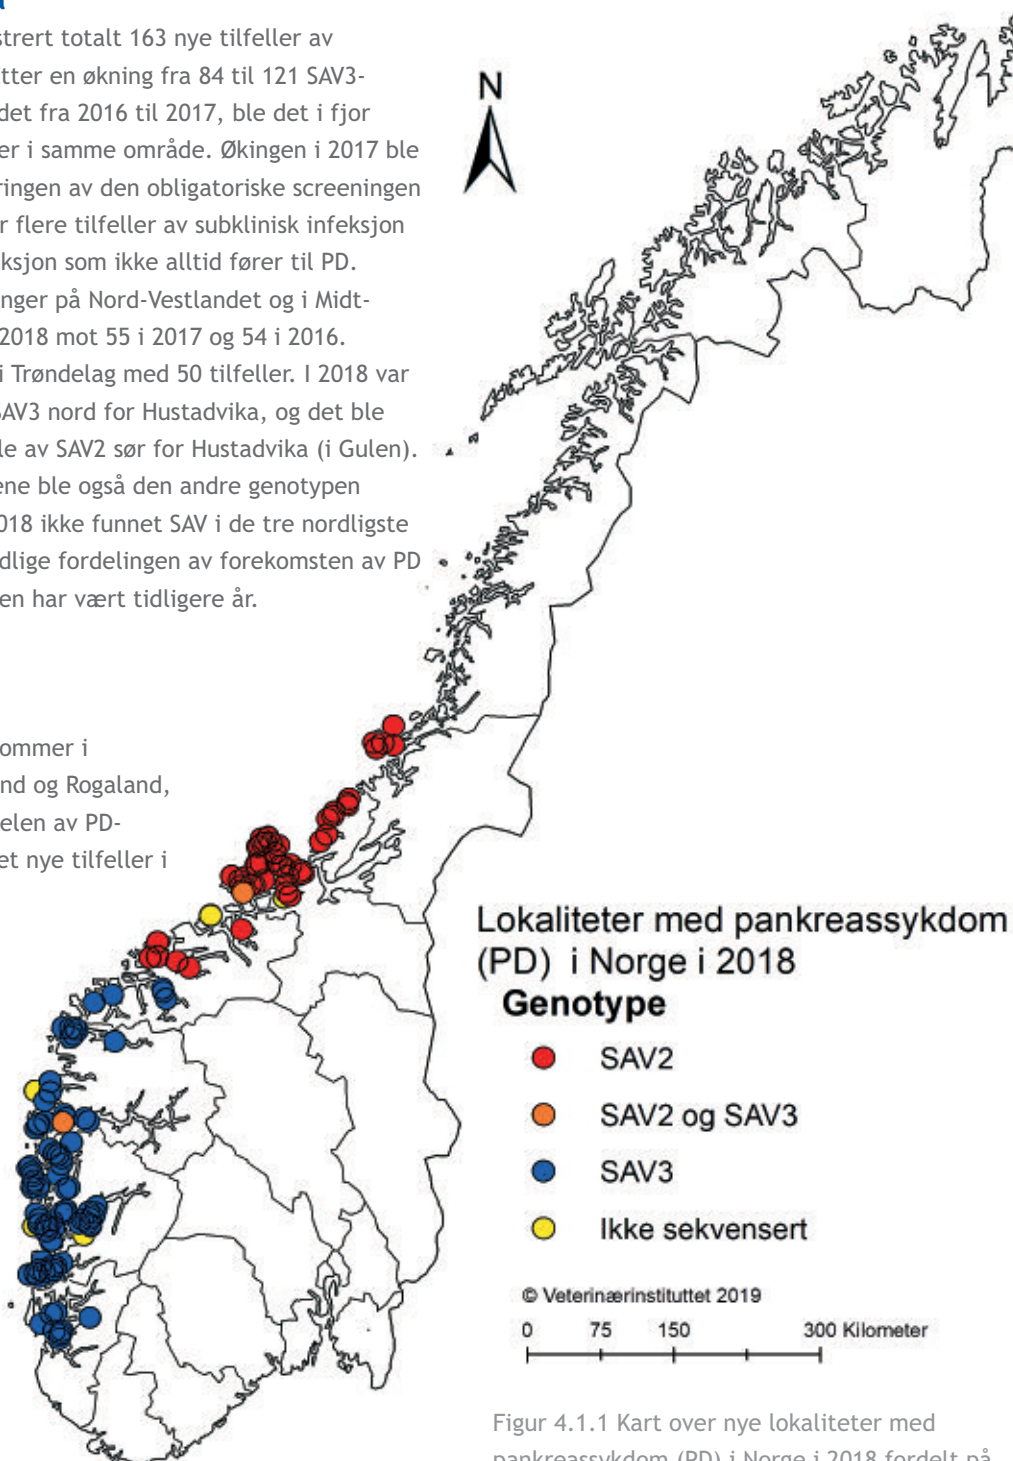 strert totalt 163 nye tilfeller av
tter en økning fra 84 til 121 SAV3-
det fra 2016 til 2017, ble det i fjor
er i samme område. Økingen i 2017 ble
ringen av den obligatoriske screeningen
r flere tilfeller av subklinisk infeksjon
ksjon som ikke alltid fører til PD.
nger på Nord-Vestlandet og i Midt-
2018 mot 55 i 2017 og 54 i 2016.
i Trøndelag med 50 tilfeller. I 2018 var
SAV3 nord for Hustadvika, og det ble
le av SAV2 sør for Hustadvika (i Gulen).
ene ble også den andre genotypen
018 ikke funnet SAV i de tre nordligste
dlige fordelingen av forekomsten av PD
en har vært tidligere år.
ommer i
nd og Rogaland,
elen av PD-
et nye tilfeller i
N
Lokaliteter med pankreassykdom
(PD) i Norge i 2018
Genotype
SAV2
SAV2 og SAV3
SAV3
Ikke sekvensert
© Veterinærinstituttet 2019
0 75 150 300 Kilometer
Figur 4.1.1 Kart over nye lokaliteter med
pankreassykdom (PD) i Norge i 2018 fordelt på